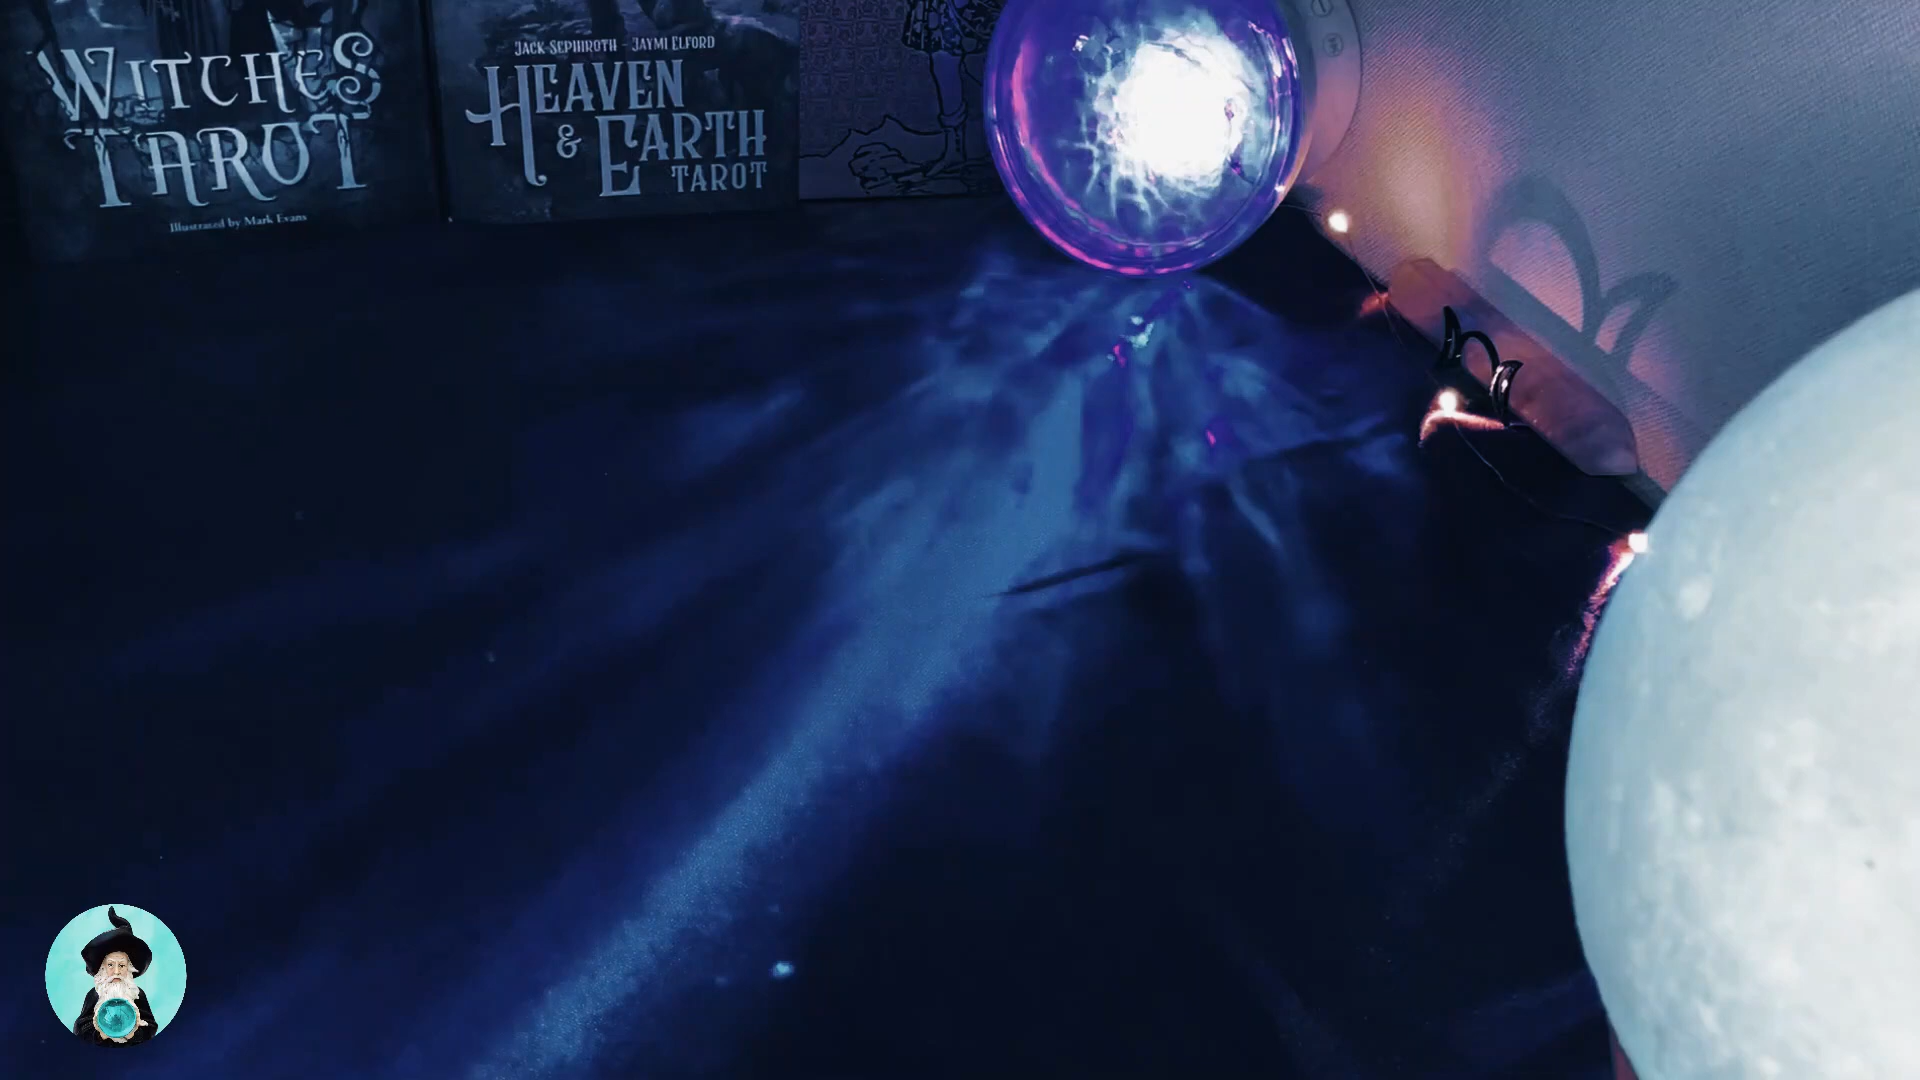 WITCHES
TAROT
Illustrated by Mark Evans
JACK SEPHIROTH – JAYMI ELFORD
HEAVEN
& EARTH
TAROT